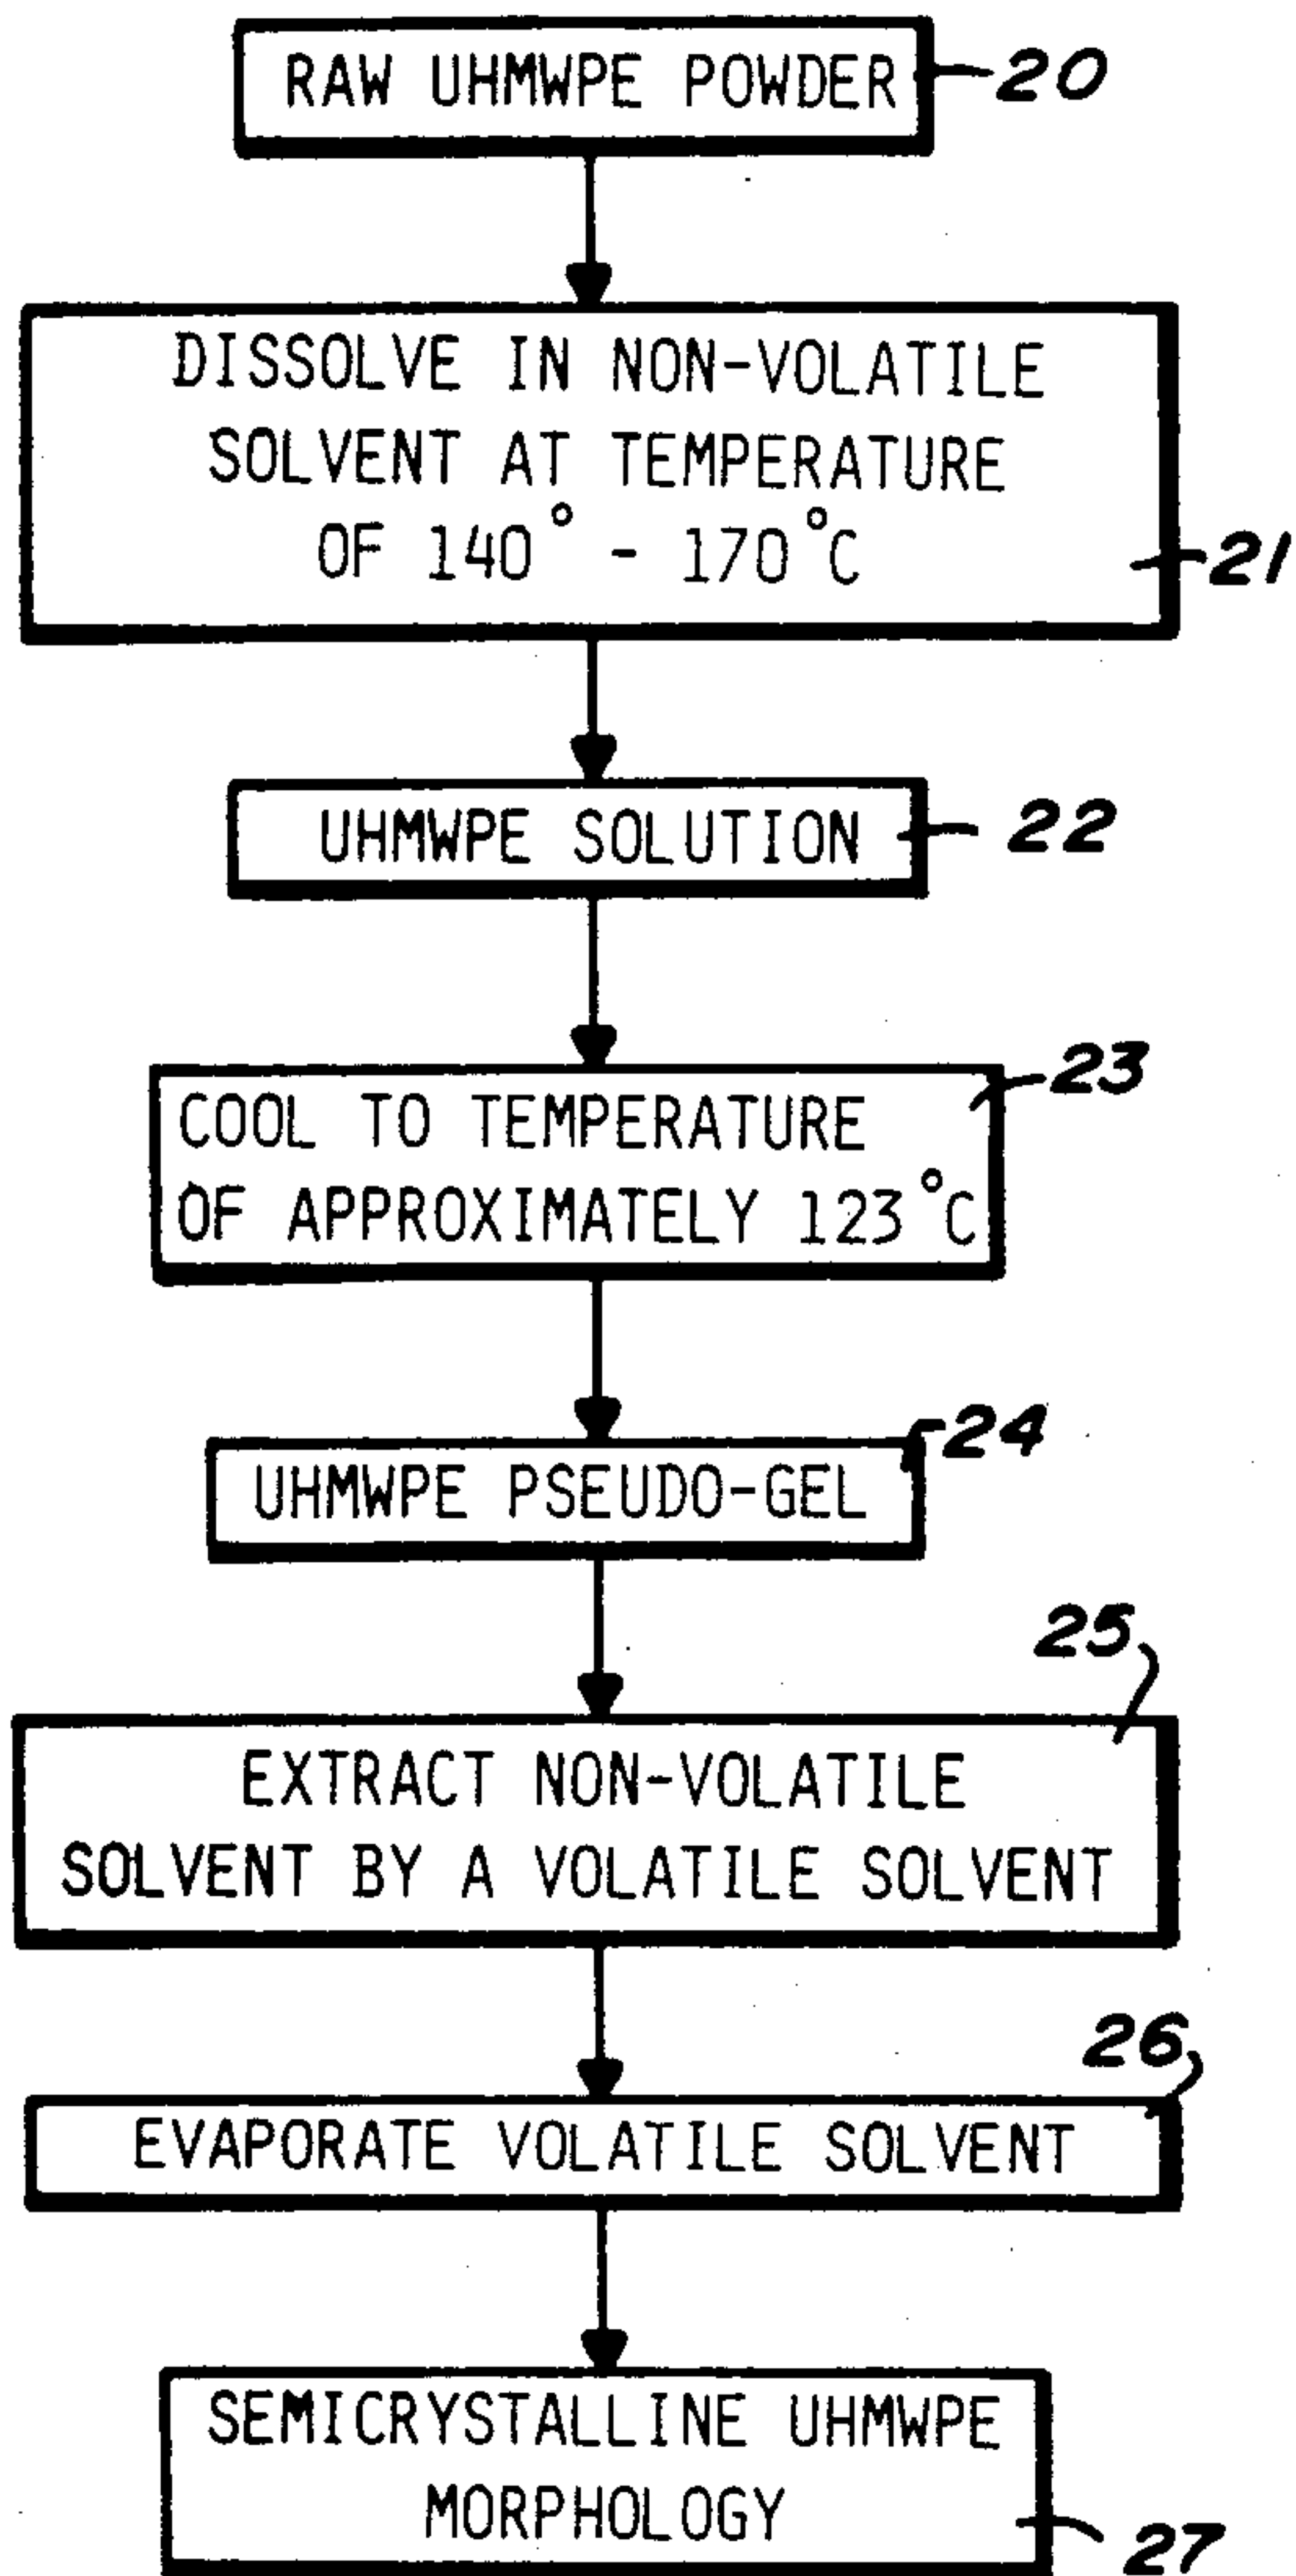 RAW UHMWPE POWDER
20
DISSOLVE IN NON-VOLATILE
SOLVENT AT TEMPERATURE
OF 140° - 170°C
21
UHMWPE SOLUTION
22
COOL TO TEMPERATURE
OF APPROXIMATELY 123°C
23
UHMWPE PSEUDO-GEL
24
EXTRACT NON-VOLATILE
SOLVENT BY A VOLATILE SOLVENT
25
EVAPORATE VOLATILE SOLVENT
26
SEMICRYSTALLINE UHMWPE
MORPHOLOGY
27